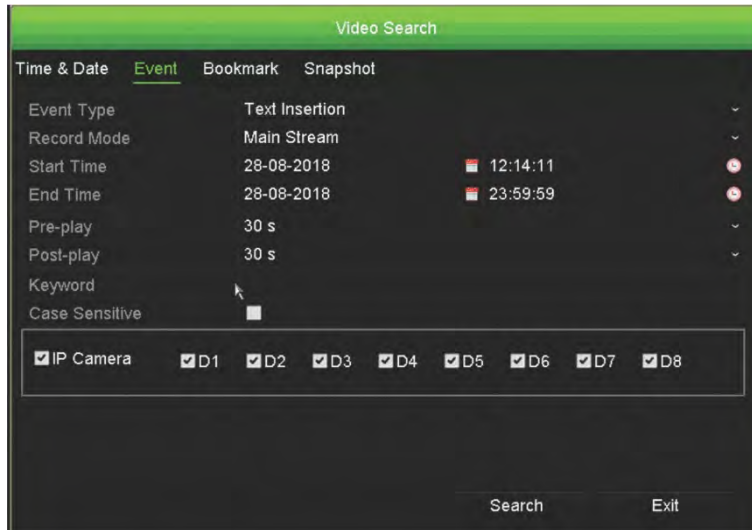 Video Search
Time & Date Event Bookmark Snapshot
Event Type Text Insertion
Record Mode Main Stream
Start Time 28-08-2018 12:14:11
End Time 28-08-2018 23:59:59
Pre-play 30 s
Post-play 30 s
Keyword
Case Sensitive
IP Camera D1 D2 D3 D4 D5 D6 D7 D8
Search Exit